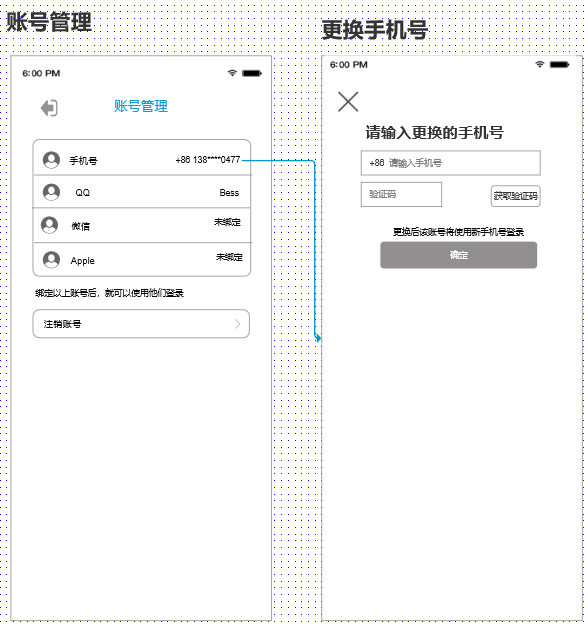 账号管理
6:00 PM
账号管理
手机号 +86 138****0477
QQ Bess
微信 未绑定
Apple 未绑定
绑定以上账号后，就可以使用他们登录
注销账号
更换手机号
6:00 PM
请输入更换的手机号
+86 请输入手机号
验证码 获取验证码
更换后该账号将使用新手机号登录
确定